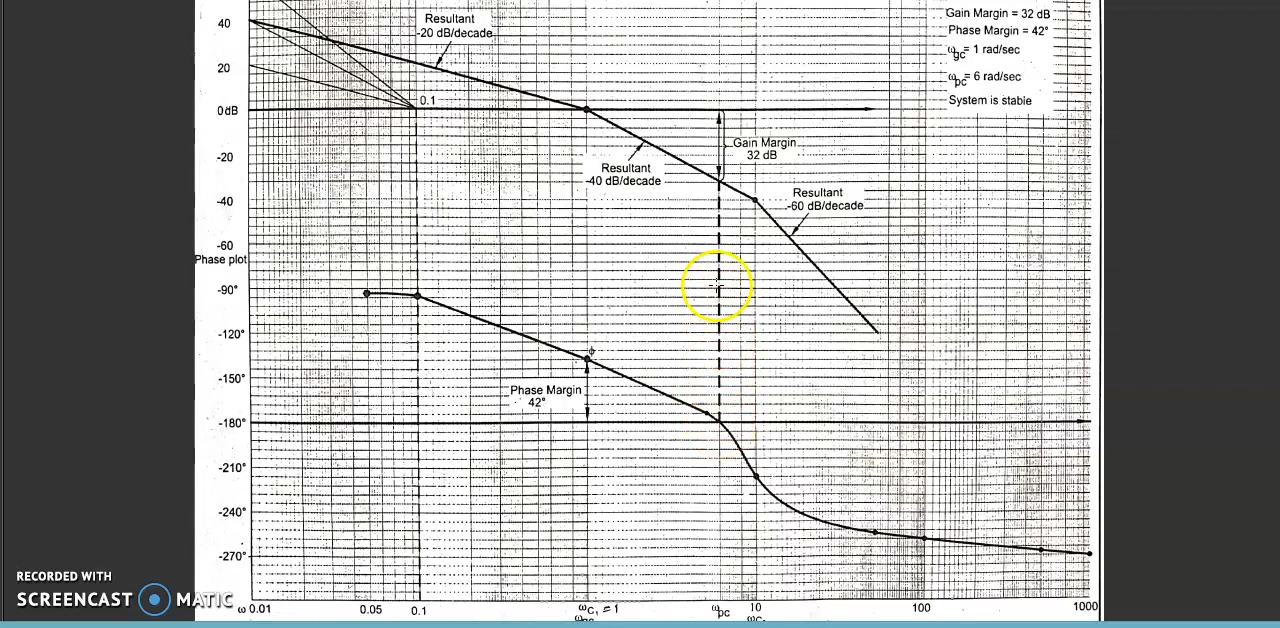 40
Resultant
-20 dB/decade
Gain Margin = 32 dB
Phase Margin = 42°
ωgc = 1 rad/sec
ωpc = 6 rad/sec
System is stable
20
0.1
0 dB
Gain Margin
32 dB
-20
Resultant
-40 dB/decade
Resultant
-60 dB/decade
-40
-60
Phase plot
-90°
-120°
ϕ
-150°
Phase Margin
42°
-180°
-210°
-240°
-270°
RECORDED WITH
SCREENCAST MATIC
ω 0.01 0.05 0.1 ωC₁ = 1 ωpc 10 100 1000